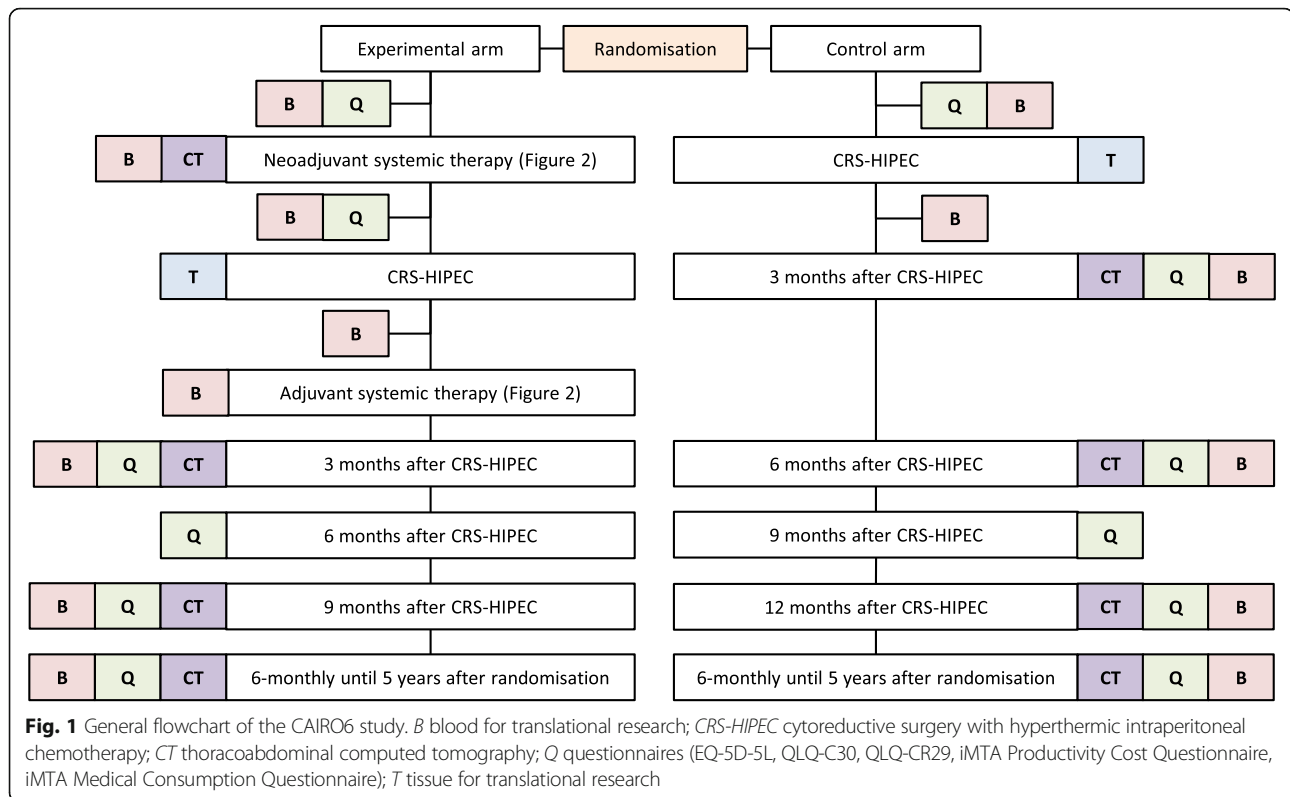 Experimental arm
Randomisation
Control arm
B Q
Q B
B CT Neoadjuvant systemic therapy (Figure 2)
CRS-HIPEC T
B Q
B
T CRS-HIPEC
3 months after CRS-HIPEC CT Q B
B
B Adjuvant systemic therapy (Figure 2)
B Q CT 3 months after CRS-HIPEC
6 months after CRS-HIPEC CT Q B
Q 6 months after CRS-HIPEC
9 months after CRS-HIPEC Q
B Q CT 9 months after CRS-HIPEC
12 months after CRS-HIPEC CT Q B
B Q CT 6-monthly until 5 years after randomisation
6-monthly until 5 years after randomisation CT Q B
Fig. 1 General flowchart of the CAIRO6 study. B blood for translational research; CRS-HIPEC cytoreductive surgery with hyperthermic intraperitoneal
chemotherapy; CT thoracoabdominal computed tomography; Q questionnaires (EQ-5D-5L, QLQ-C30, QLQ-CR29, iMTA Productivity Cost Questionnaire,
iMTA Medical Consumption Questionnaire); T tissue for translational research